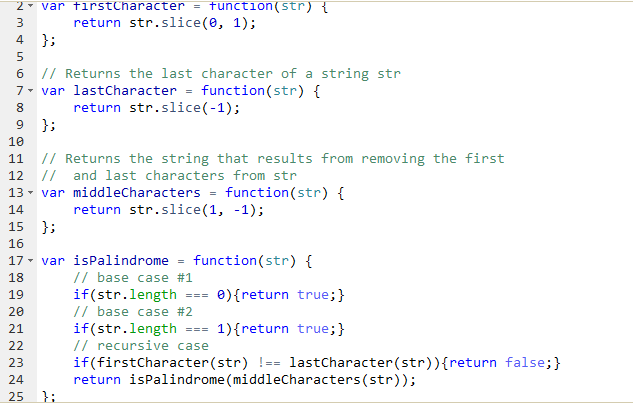 2 var firstCharacter = function(str) {
3     return str.slice(0, 1);
4 };
5
6 // Returns the last character of a string str
7 var lastCharacter = function(str) {
8     return str.slice(-1);
9 };
10
11 // Returns the string that results from removing the first
12 //  and last characters from str
13 var middleCharacters = function(str) {
14     return str.slice(1, -1);
15 };
16
17 var isPalindrome = function(str) {
18     // base case #1
19     if(str.length === 0){return true;}
20     // base case #2
21     if(str.length === 1){return true;}
22     // recursive case
23     if(firstCharacter(str) !== lastCharacter(str)){return false;}
24     return isPalindrome(middleCharacters(str));
25 };